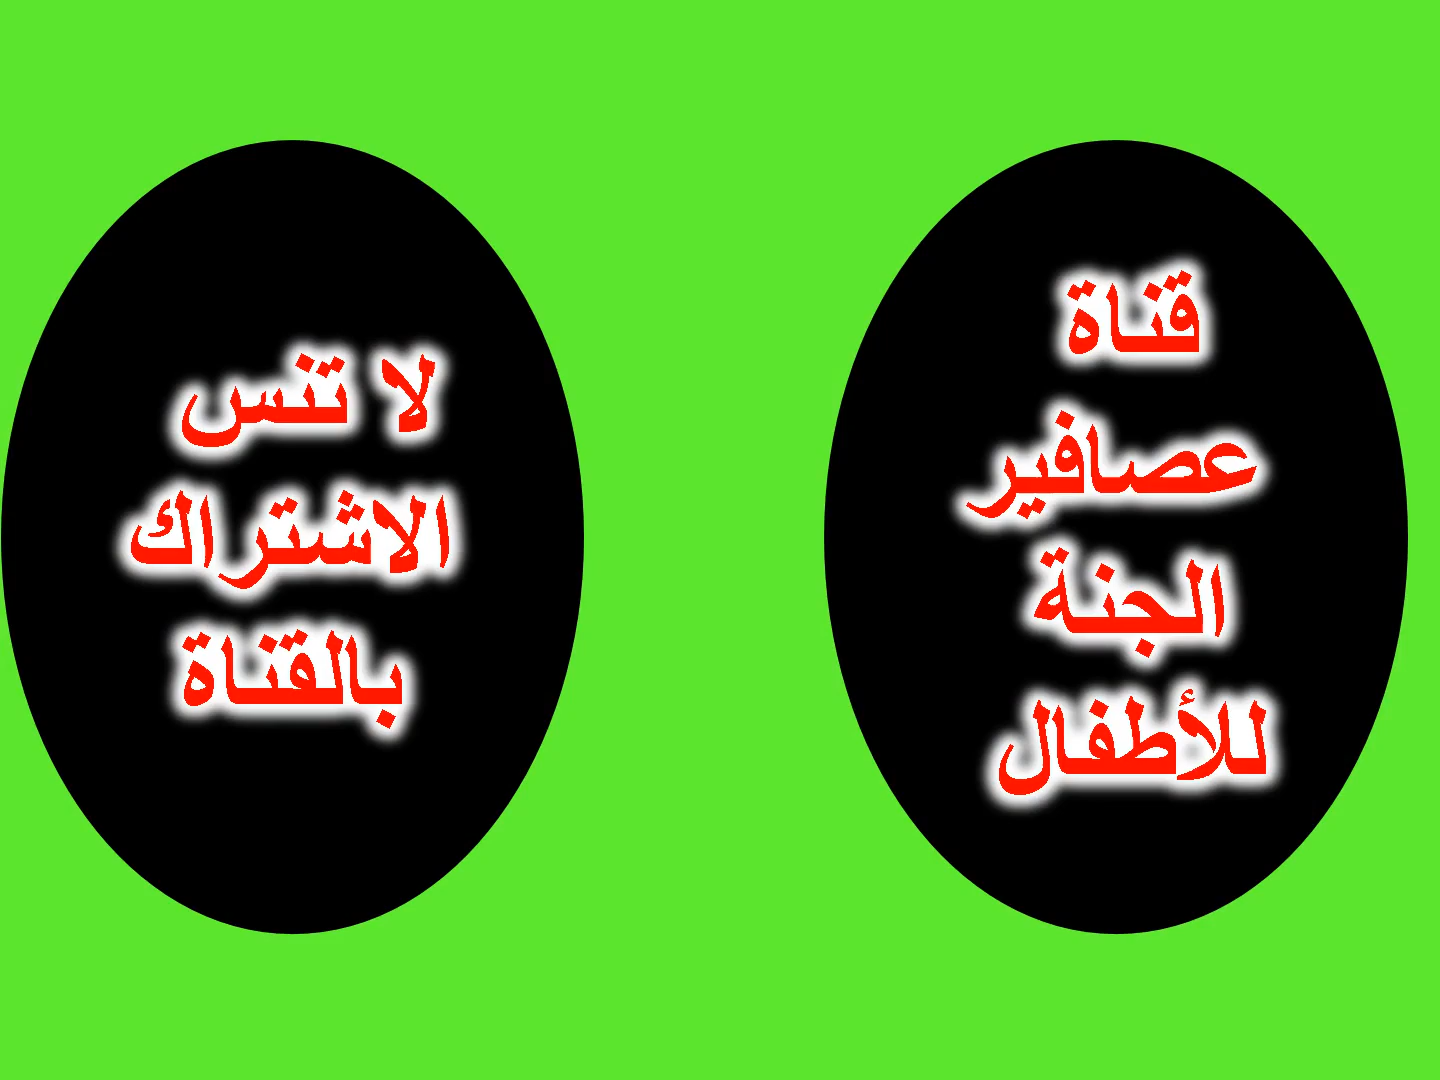 قناة
عصافير
الجنة
للأطفال
لا تنس
الاشتراك
بالقناة